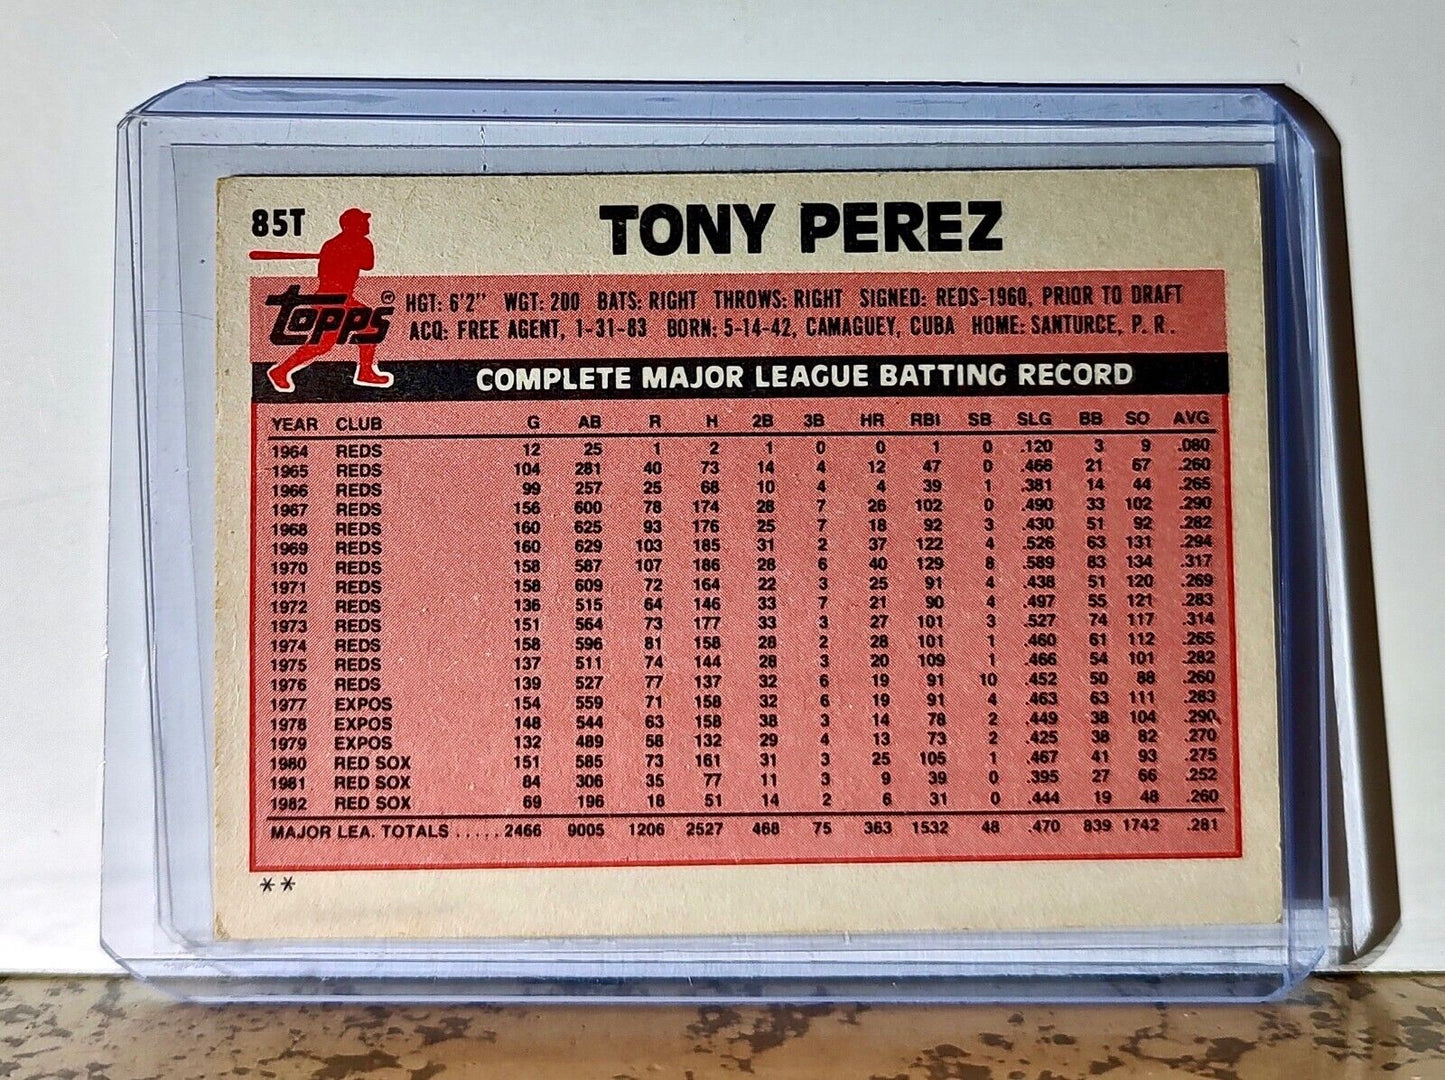 85T TONY PEREZ
topps
HGT: 6'2" WGT: 200 BATS: RIGHT THROWS: RIGHT SIGNED: REDS-1960, PRIOR TO DRAFT
ACQ: FREE AGENT, 1-31-83 BORN: 5-14-42, CAMAGUEY, CUBA HOME: SANTURCE, P. R.
COMPLETE MAJOR LEAGUE BATTING RECORD
YEAR CLUB G AB R H 2B 3B HR RBI SB SLG BB SO AVG
1964 REDS 12 25 1 2 1 0 0 1 0 .120 3 9 .080
1965 REDS 104 281 40 73 14 4 12 47 0 .466 21 67 .260
1966 REDS 99 257 25 68 10 4 4 39 1 .381 14 44 .265
1967 REDS 156 600 78 174 28 7 26 102 0 .490 33 102 .290
1968 REDS 160 625 93 176 25 7 18 92 3 .430 51 92 .282
1969 REDS 160 629 103 185 31 2 37 122 4 .526 63 131 .294
1970 REDS 158 587 107 186 28 6 40 129 8 .589 83 134 .317
1971 REDS 158 609 72 164 22 3 25 91 4 .438 51 120 .269
1972 REDS 136 515 64 146 33 7 21 90 4 .497 55 121 .283
1973 REDS 151 564 73 177 33 3 27 101 3 .527 74 117 .314
1974 REDS 158 596 81 158 28 2 28 101 1 .460 61 112 .265
1975 REDS 137 511 74 144 28 3 20 109 1 .466 54 101 .282
1976 REDS 139 527 77 137 32 6 19 91 10 .452 50 88 .260
1977 EXPOS 154 559 71 158 32 6 19 91 4 .463 63 111 .283
1978 EXPOS 148 544 63 158 38 3 14 78 2 .449 38 104 .290
1979 EXPOS 132 489 58 132 29 4 13 73 2 .425 38 82 .270
1980 RED SOX 151 585 73 161 31 3 25 105 1 .467 41 93 .275
1981 RED SOX 84 306 35 77 11 3 9 39 0 .395 27 66 .252
1982 RED SOX 69 196 18 51 14 2 6 31 0 .444 19 48 .260
MAJOR LEA. TOTALS ..... 2466 9005 1206 2527 468 75 363 1532 48 .470 839 1742 .281
**